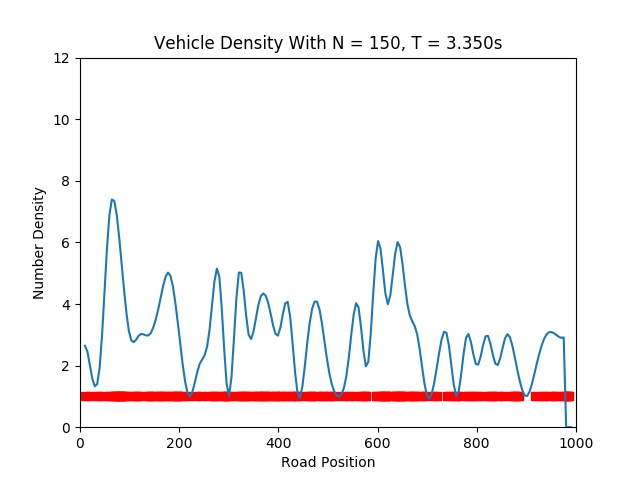 Vehicle Density With N = 150, T = 3.350s
12
10
8
6
4
2
0
Number Density
0 200 400 600 800 1000
Road Position